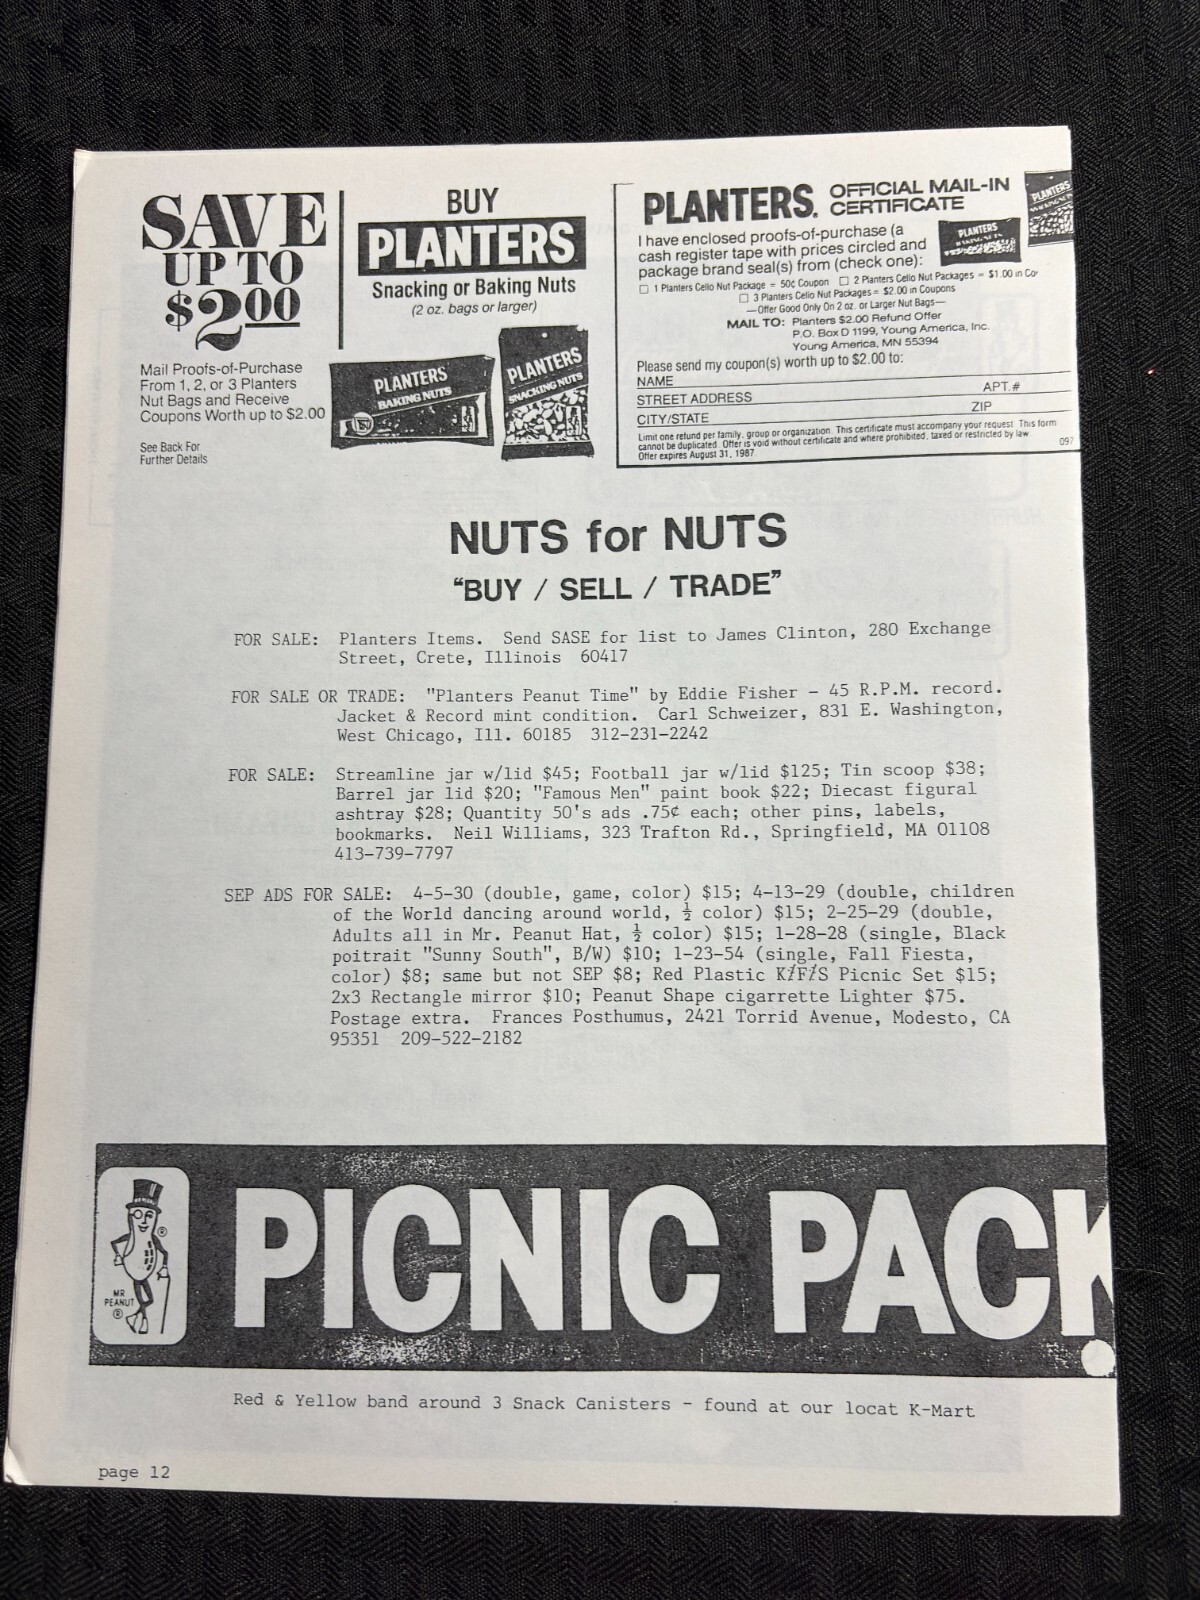 SAVE
UP TO
$2.00
Mail Proofs-of-Purchase
From 1, 2, or 3 Planters
Nut Bags and Receive
Coupons Worth up to $2.00
See Back For
Further Details
BUY
PLANTERS
Snacking or Baking Nuts
(2 oz. bags or larger)
PLANTERS
BAKING NUTS
PLANTERS
SNACKING NUTS
PLANTERS. OFFICIAL MAIL-IN
CERTIFICATE
PLANTERS
PLANTERS
BAKING NUTS
I have enclosed proofs-of-purchase (a
cash register tape with prices circled and
package brand seal(s) from (check one):
☐ 1 Planters Cello Nut Package = 50¢ Coupon ☐ 2 Planters Cello Nut Packages = $1.00 in Co
☐ 3 Planters Cello Nut Packages = $2.00 in Coupons
—Offer Good Only On 2 oz. or Larger Nut Bags—
MAIL TO: Planters $2.00 Refund Offer
P.O. Box D 1199, Young America, Inc.
Young America, MN 55394
Please send my coupon(s) worth up to $2.00 to:
NAME
STREET ADDRESS APT.#
CITY/STATE ZIP
Limit one refund per family, group or organization. This certificate must accompany your request. This form
cannot be duplicated. Offer is void without certificate and where prohibited, taxed or restricted by law
Offer expires August 31, 1987 097
NUTS for NUTS
"BUY / SELL / TRADE"
FOR SALE: Planters Items. Send SASE for list to James Clinton, 280 Exchange
Street, Crete, Illinois 60417
FOR SALE OR TRADE: "Planters Peanut Time" by Eddie Fisher - 45 R.P.M. record.
Jacket & Record mint condition. Carl Schweizer, 831 E. Washington,
West Chicago, Ill. 60185 312-231-2242
FOR SALE: Streamline jar w/lid $45; Football jar w/lid $125; Tin scoop $38;
Barrel jar lid $20; "Famous Men" paint book $22; Diecast figural
ashtray $28; Quantity 50's ads .75¢ each; other pins, labels,
bookmarks. Neil Williams, 323 Trafton Rd., Springfield, MA 01108
413-739-7797
SEP ADS FOR SALE: 4-5-30 (double, game, color) $15; 4-13-29 (double, children
of the World dancing around world, ½ color) $15; 2-25-29 (double,
Adults all in Mr. Peanut Hat, ½ color) $15; 1-28-28 (single, Black
poitrait "Sunny South", B/W) $10; 1-23-54 (single, Fall Fiesta,
color) $8; same but not SEP $8; Red Plastic K/F/S Picnic Set $15;
2x3 Rectangle mirror $10; Peanut Shape cigarrette Lighter $75.
Postage extra. Frances Posthumus, 2421 Torrid Avenue, Modesto, CA
95351 209-522-2182
MR. PEANUT
®
MR
PEANUT
®
PICNIC PACK
Red & Yellow band around 3 Snack Canisters - found at our locat K-Mart
page 12